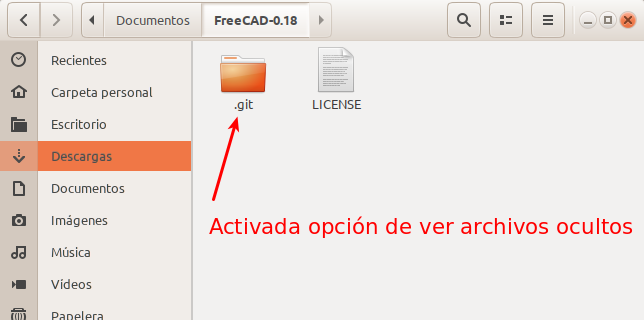 Documentos
FreeCAD-0.18
Recientes
Carpeta personal
Escritorio
Descargas
Documentos
Imágenes
Música
Vídeos
Papelera
.git
LICENSE
Activada opción de ver archivos ocultos